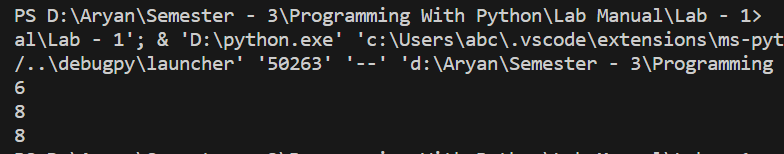 PS D:\Aryan\Semester - 3\Programming With Python\Lab Manual\Lab - 1>
al\Lab - 1'; & 'D:\python.exe' 'c:\Users\abc\.vscode\extensions\ms-pyt
/..\debugpy\launcher' '50263' '--' 'd:\Aryan\Semester - 3\Programming
6
8
8